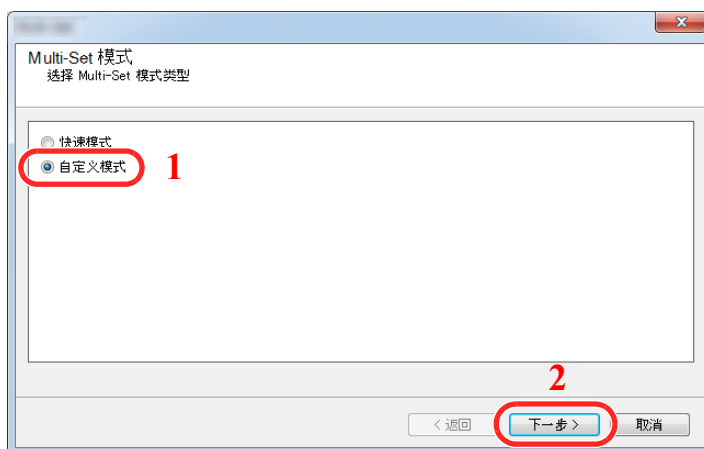 Multi-Set 模式
选择 Multi-Set 模式类型
快速模式
自定义模式
1
2
<返回
下一步>
取消